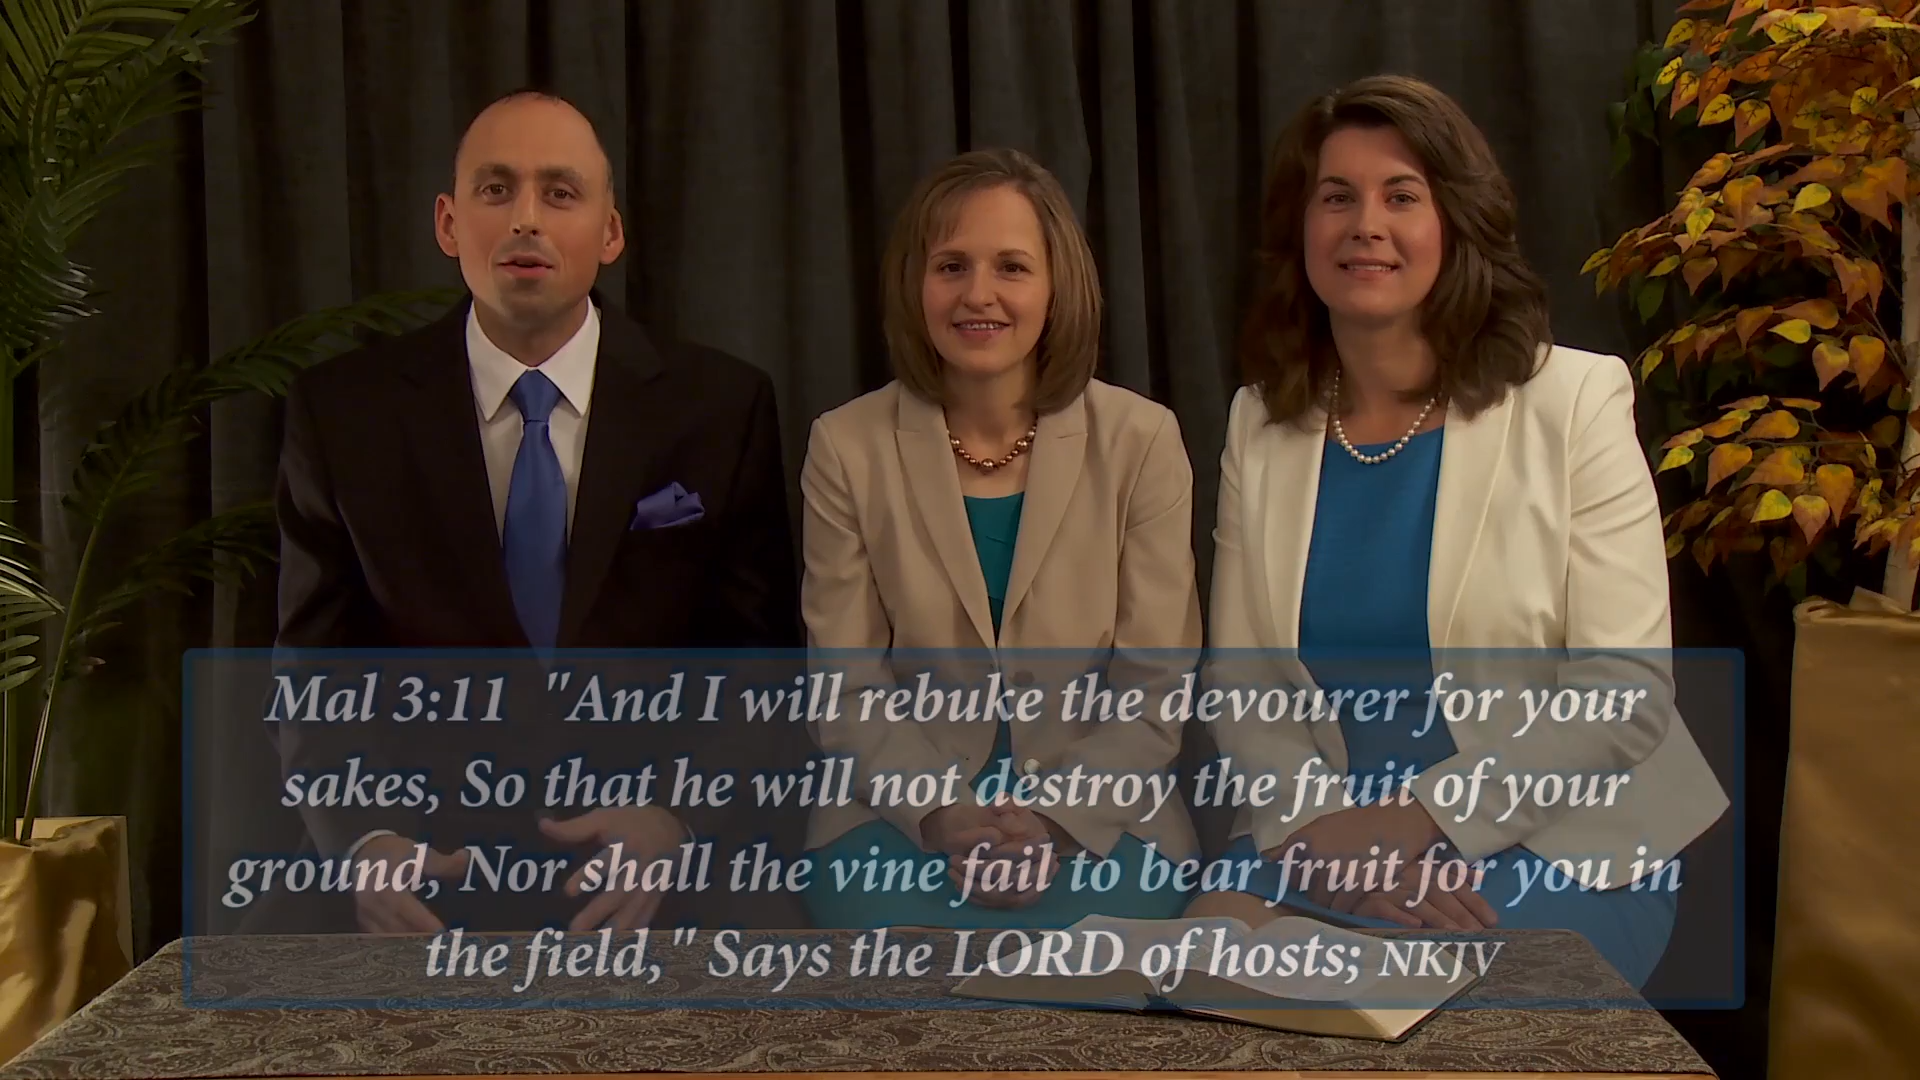 Mal 3:11 "And I will rebuke the devourer for your
sakes, So that he will not destroy the fruit of your
ground, Nor shall the vine fail to bear fruit for you in
the field," Says the LORD of hosts; NKJV